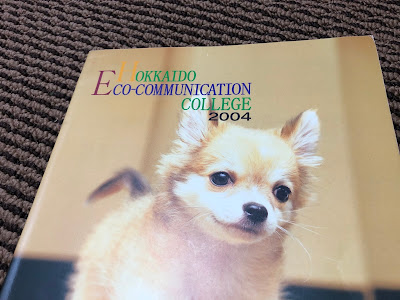 HOKKAIDO
ECO-COMMUNICATION
COLLEGE
2004